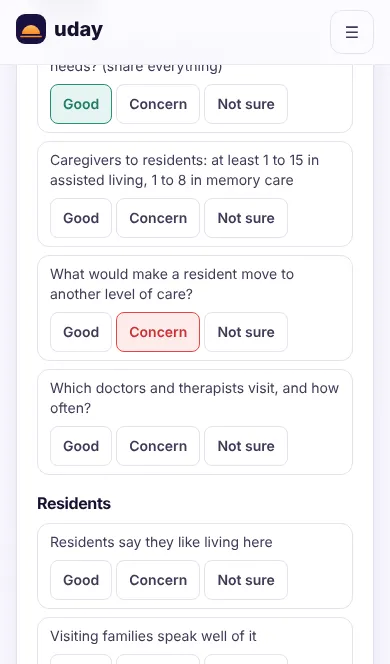 uday
needs? (share everything)
Good Concern Not sure
Caregivers to residents: at least 1 to 15 in
assisted living, 1 to 8 in memory care
Good Concern Not sure
What would make a resident move to
another level of care?
Good Concern Not sure
Which doctors and therapists visit, and how
often?
Good Concern Not sure
Residents
Residents say they like living here
Good Concern Not sure
Visiting families speak well of it